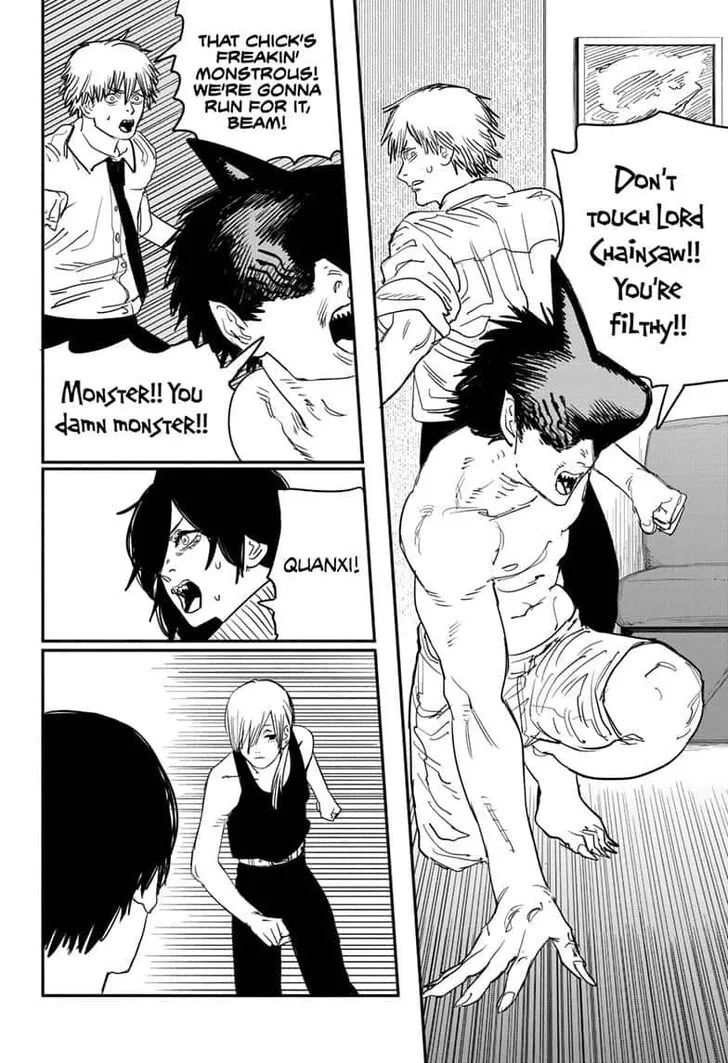 DON'T
TOUCH LORD
CHAINSAW!!
YOU'RE
FILTHY!!
THAT CHICK'S
FREAKIN'
MONSTROUS!
WE'RE GONNA
RUN FOR IT,
BEAM!
MONSTER!! YOU
DAMN MONSTER!!
QUANXI!